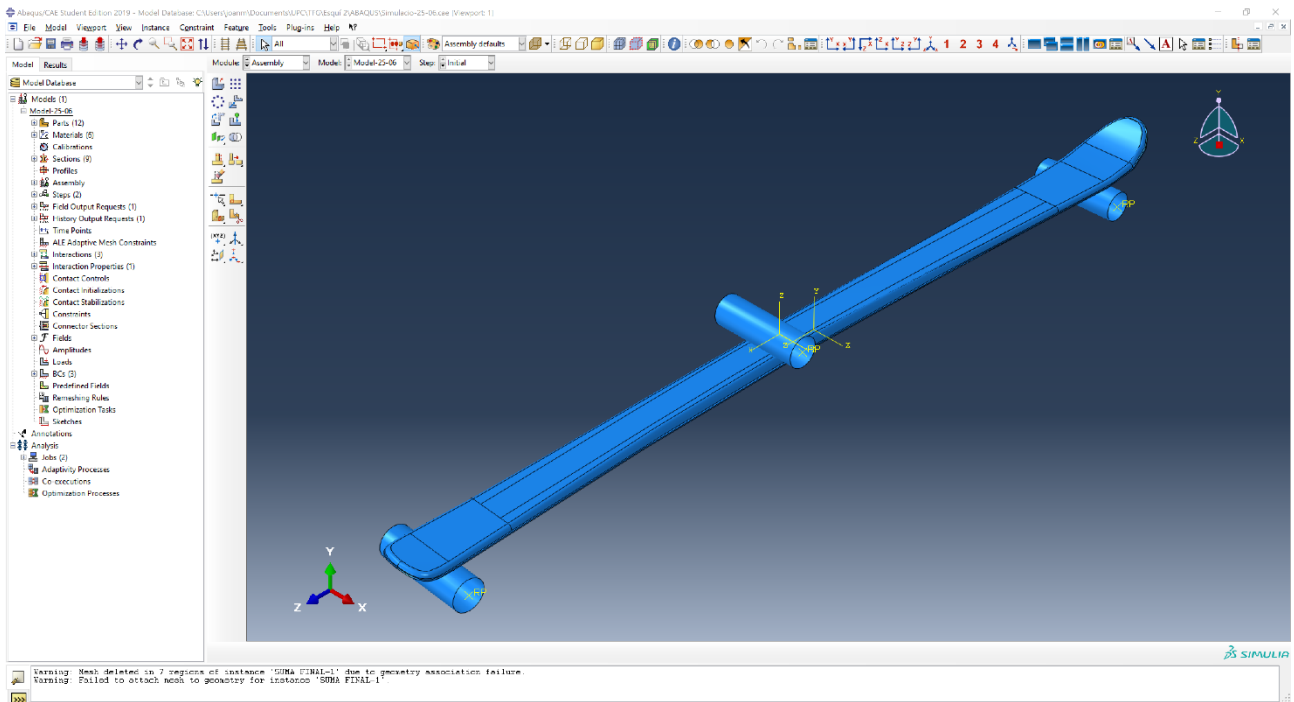 Abaqus/CAE Student Edition 2019 - Model Database: C:\Users\joanm\Documents\UPC\TFG\Esquí 2\ABAQUS\Simulacio-25-06.cae (Viewport: 1)
File Model Viewport View Instance Constraint Feature Tools Plug-ins Help
All Assembly defaults 1 2 3 4
Model Results Module: Assembly Model: Model-25-06 Step: Initial
Model Database
Models (1)
Model-25-06
Parts (12)
Materials (6)
Calibrations
Sections (9)
Profiles
Assembly
Steps (2)
Field Output Requests (1)
History Output Requests (1)
Time Points
ALE Adaptive Mesh Constraints
Interactions (3)
Interaction Properties (1)
Contact Controls
Contact Initializations
Contact Stabilizations
Constraints
Connector Sections
Fields
Amplitudes
Loads
BCs (3)
Predefined Fields
Remeshing Rules
Optimization Tasks
Sketches
Annotations
Analysis
Jobs (2)
Adaptivity Processes
Co-executions
Optimization Processes
Y
Z X
RP
RP
RP
Y
Z X
SIMULIA
Warning: Mesh deleted in 7 regions of instance 'SUMA FINAL-1' due to geometry association failure.
Warning: Failed to attach mesh to geometry for instance 'SUMA FINAL-1'.
>>>